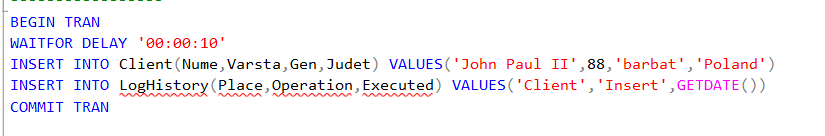 BEGIN TRAN
WAITFOR DELAY '00:00:10'
INSERT INTO Client(Nume,Varsta,Gen,Judet) VALUES('John Paul II',88,'barbat','Poland')
INSERT INTO LogHistory(Place,Operation,Executed) VALUES('Client','Insert',GETDATE())
COMMIT TRAN